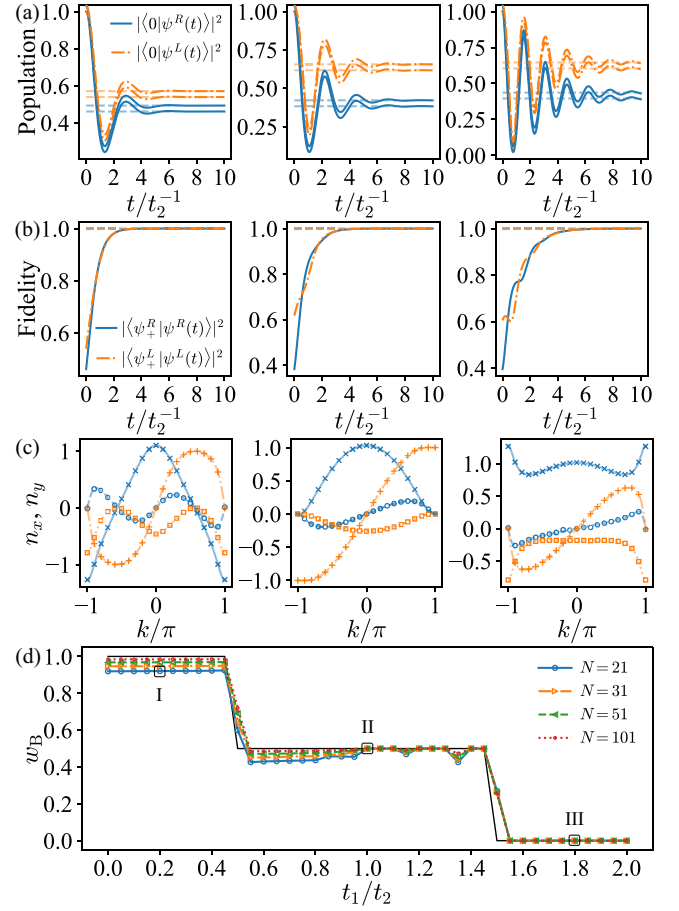 (a)
Population
1.0
0.8
0.6
0.4
|⟨0|ψ^R(t)⟩|²
|⟨0|ψ^L(t)⟩|²
0 2 4 6 8 10
t/t₂⁻¹
1.00
0.75
0.50
0.25
0 2 4 6 8 10
t/t₂⁻¹
1.00
0.75
0.50
0.25
0.00
0 2 4 6 8 10
t/t₂⁻¹
(b)
Fidelity
1.0
0.8
0.6
|⟨ψ₊^R|ψ^R(t)⟩|²
|⟨ψ₊^L|ψ^L(t)⟩|²
0 2 4 6 8 10
t/t₂⁻¹
1.0
0.8
0.6
0.4
0 2 4 6 8 10
t/t₂⁻¹
1.0
0.8
0.6
0.4
0 2 4 6 8 10
t/t₂⁻¹
(c)
n_x, n_y
1
0
−1
−1 0 1
k/π
1.0
0.5
0.0
−0.5
−1.0
−1 0 1
k/π
1.0
0.5
0.0
−0.5
−1 0 1
k/π
(d)
w_B
1.0
0.8
0.6
0.4
0.2
0.0
I
II
III
N = 21
N = 31
N = 51
N = 101
0.0 0.2 0.4 0.6 0.8 1.0 1.2 1.4 1.6 1.8 2.0
t₁/t₂